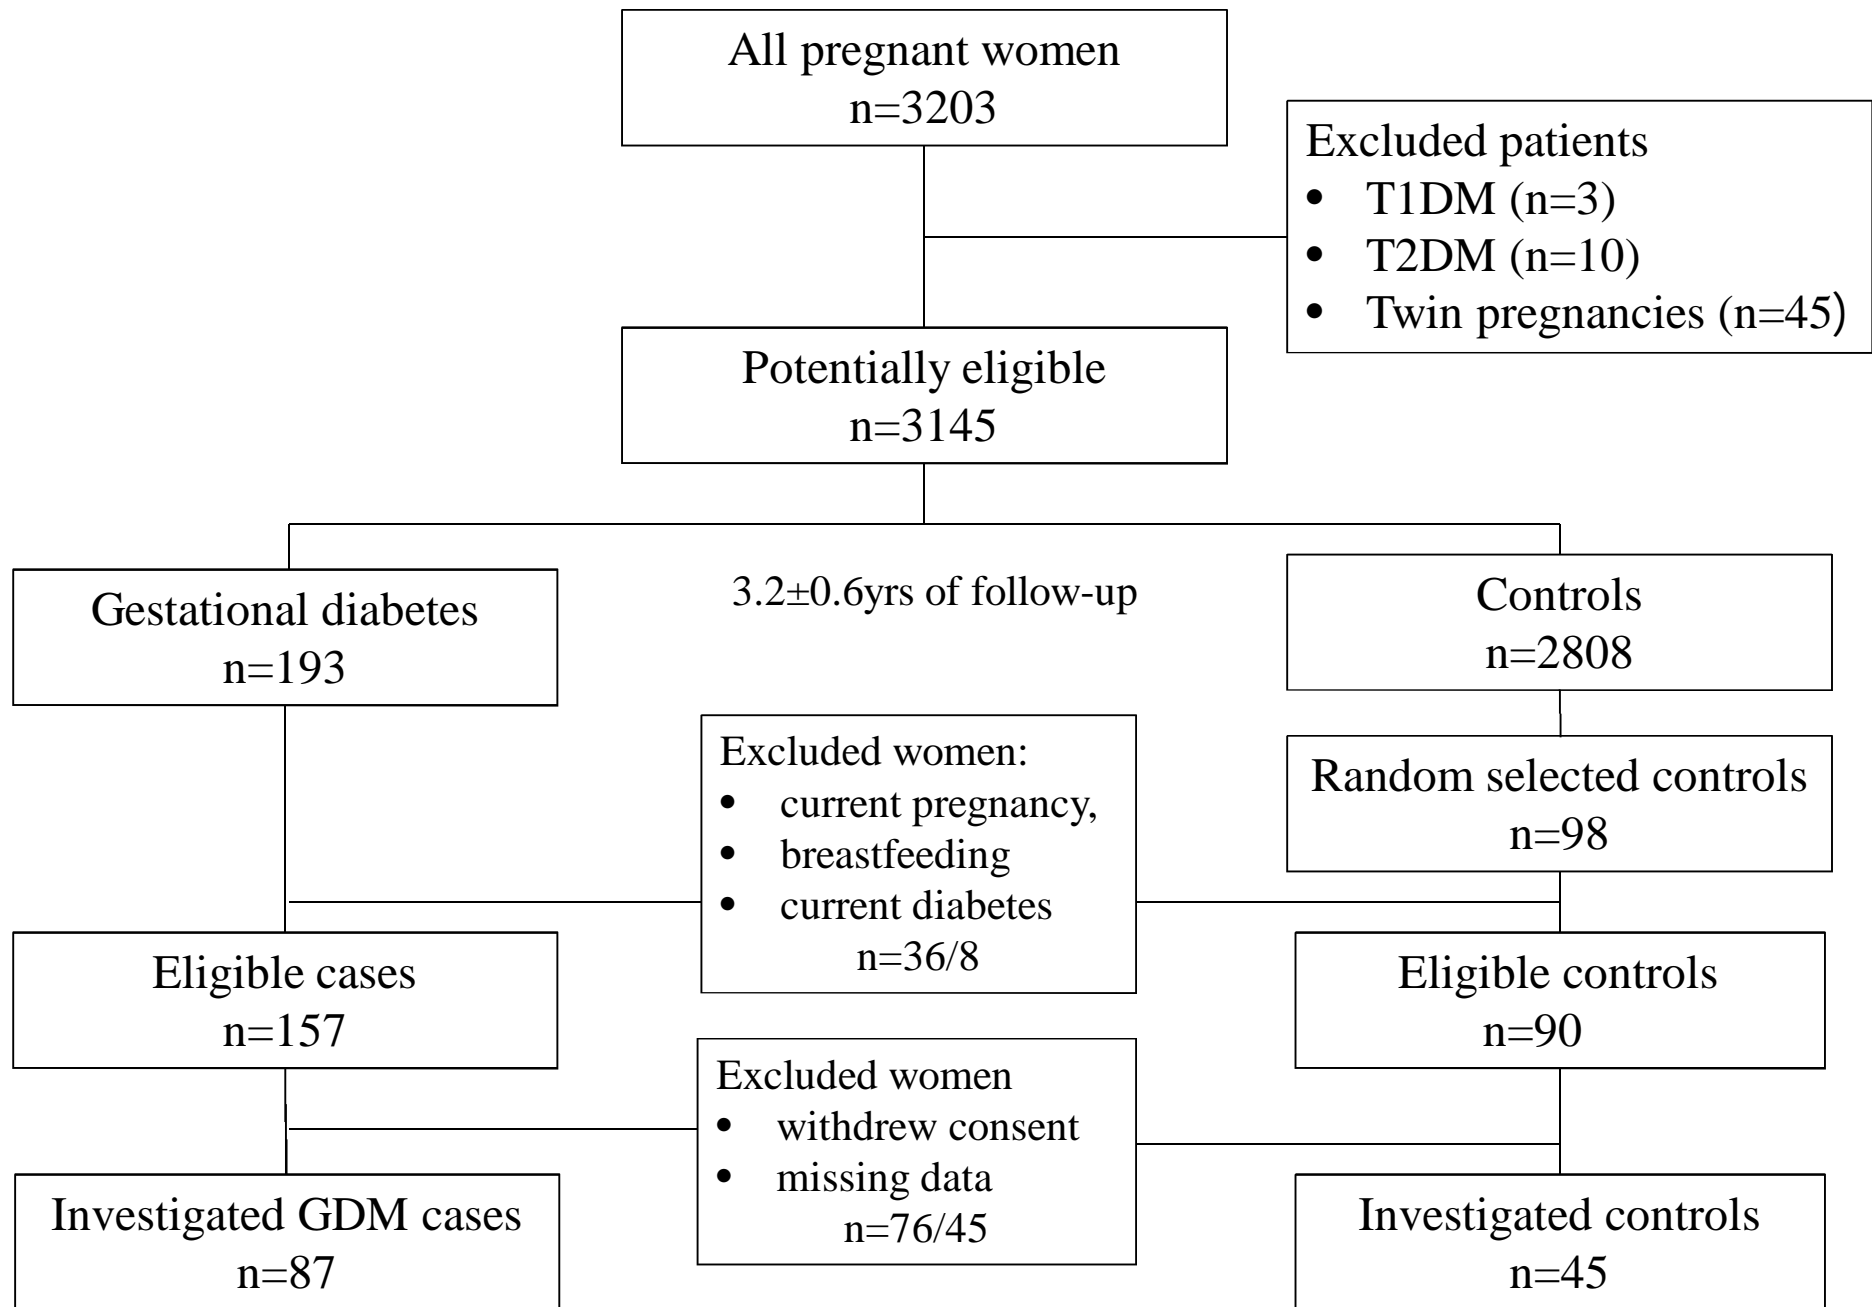 All pregnant women
n=3203
Excluded patients
• T1DM (n=3)
• T2DM (n=10)
• Twin pregnancies (n=45)
Potentially eligible
n=3145
3.2±0.6yrs of follow-up
Gestational diabetes
n=193
Controls
n=2808
Random selected controls
n=98
Excluded women:
• current pregnancy,
• breastfeeding
• current diabetes
n=36/8
Eligible cases
n=157
Eligible controls
n=90
Excluded women
• withdrew consent
• missing data
n=76/45
Investigated GDM cases
n=87
Investigated controls
n=45